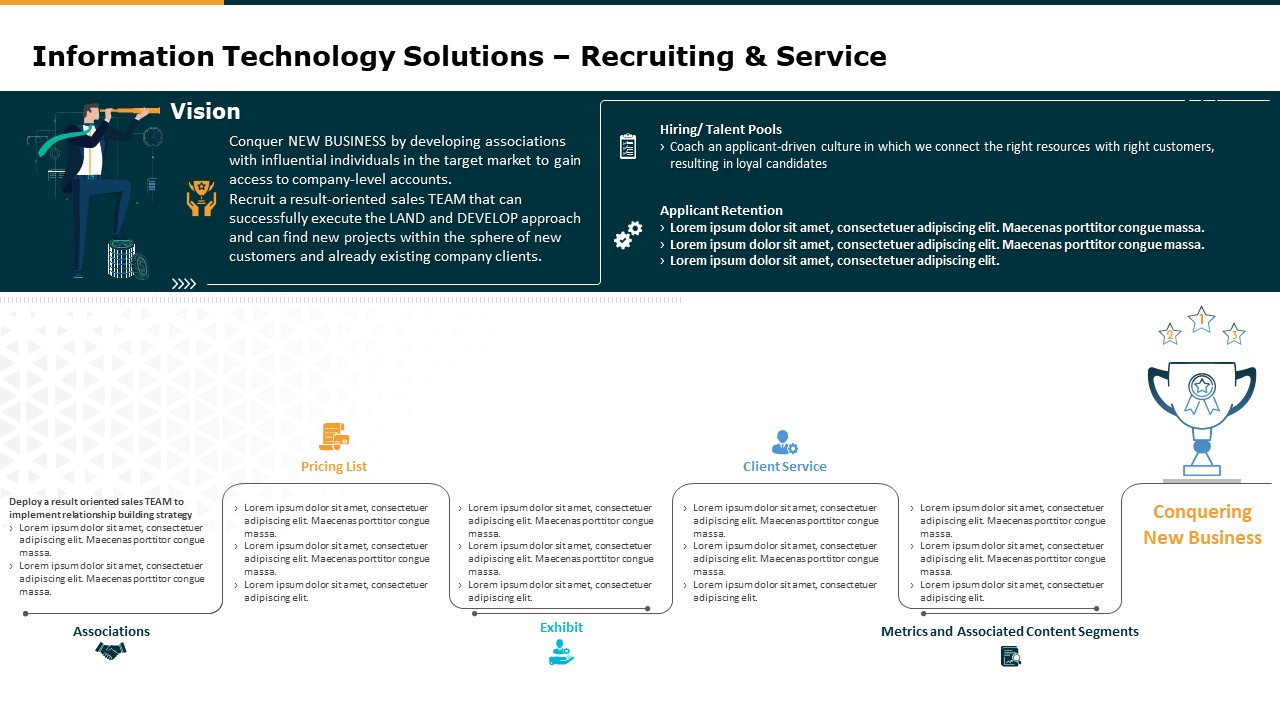 Information Technology Solutions – Recruiting & Service
Vision
Conquer NEW BUSINESS by developing associations
with influential individuals in the target market to gain
access to company-level accounts.
Recruit a result-oriented sales TEAM that can
successfully execute the LAND and DEVELOP approach
and can find new projects within the sphere of new
customers and already existing company clients.
Hiring/ Talent Pools
› Coach an applicant-driven culture in which we connect the right resources with right customers,
resulting in loyal candidates
Applicant Retention
› Lorem ipsum dolor sit amet, consectetuer adipiscing elit. Maecenas porttitor congue massa.
› Lorem ipsum dolor sit amet, consectetuer adipiscing elit. Maecenas porttitor congue massa.
› Lorem ipsum dolor sit amet, consectetuer adipiscing elit.
Deploy a result oriented sales TEAM to
implement relationship building strategy
› Lorem ipsum dolor sit amet, consectetuer
adipiscing elit. Maecenas porttitor congue
massa.
› Lorem ipsum dolor sit amet, consectetuer
adipiscing elit. Maecenas porttitor congue
massa.
Associations
Pricing List
› Lorem ipsum dolor sit amet, consectetuer
adipiscing elit. Maecenas porttitor congue
massa.
› Lorem ipsum dolor sit amet, consectetuer
adipiscing elit. Maecenas porttitor congue
massa.
› Lorem ipsum dolor sit amet, consectetuer
adipiscing elit.
› Lorem ipsum dolor sit amet, consectetuer
adipiscing elit. Maecenas porttitor congue
massa.
› Lorem ipsum dolor sit amet, consectetuer
adipiscing elit. Maecenas porttitor congue
massa.
› Lorem ipsum dolor sit amet, consectetuer
adipiscing elit.
Exhibit
Client Service
› Lorem ipsum dolor sit amet, consectetuer
adipiscing elit. Maecenas porttitor congue
massa.
› Lorem ipsum dolor sit amet, consectetuer
adipiscing elit. Maecenas porttitor congue
massa.
› Lorem ipsum dolor sit amet, consectetuer
adipiscing elit.
› Lorem ipsum dolor sit amet, consectetuer
adipiscing elit. Maecenas porttitor congue
massa.
› Lorem ipsum dolor sit amet, consectetuer
adipiscing elit. Maecenas porttitor congue
massa.
› Lorem ipsum dolor sit amet, consectetuer
adipiscing elit.
Metrics and Associated Content Segments
2 1 3
Conquering
New Business